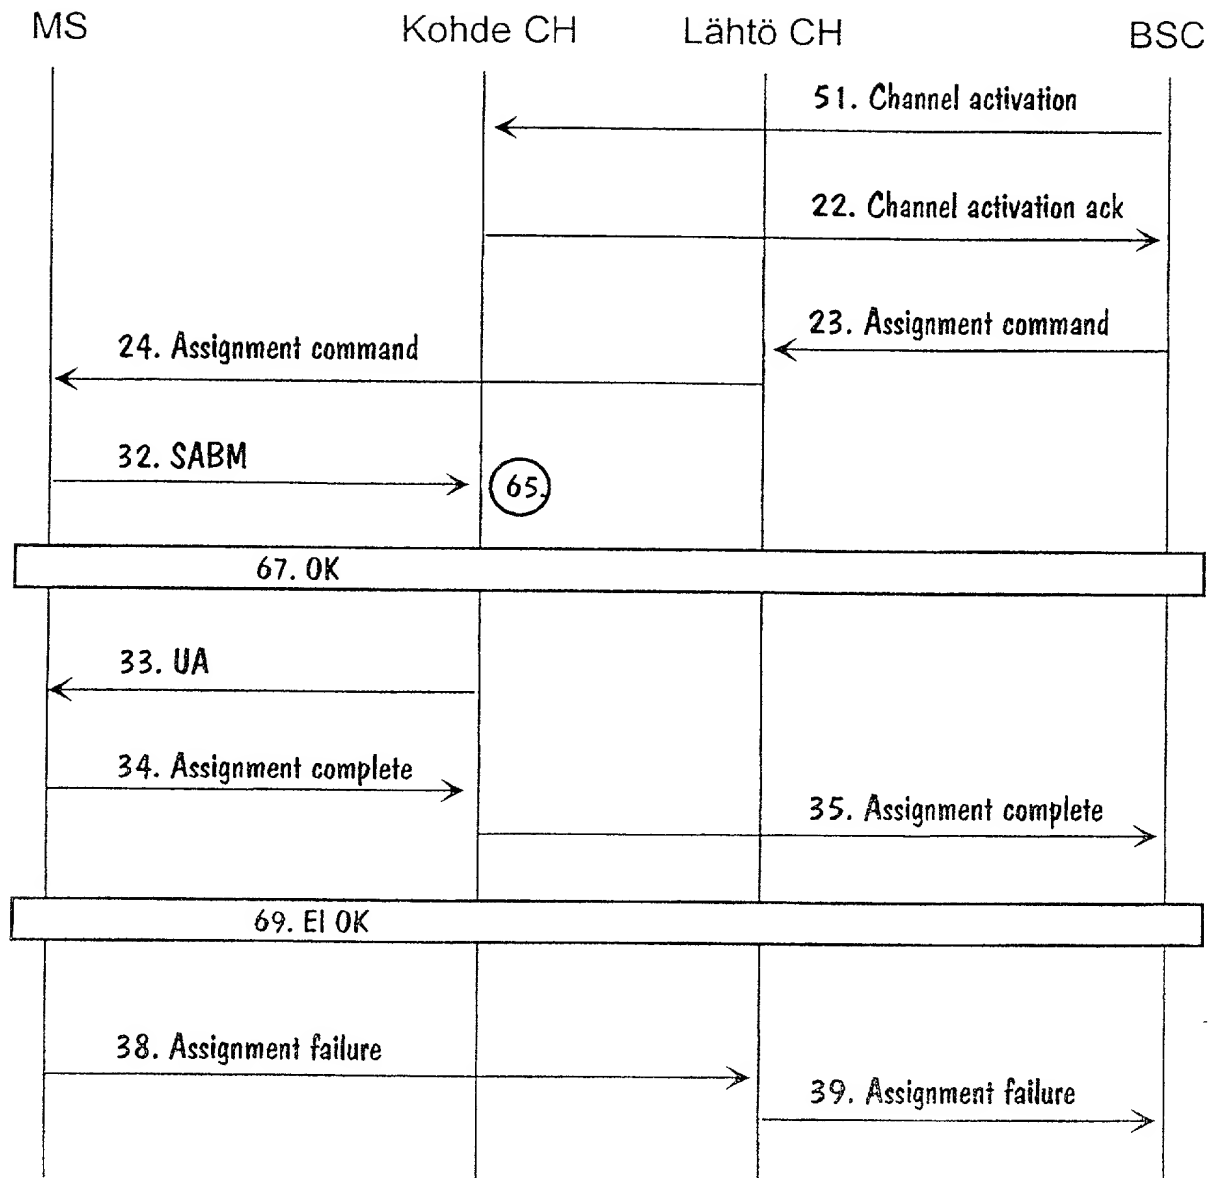 MS Kohde CH Lähtö CH BSC
51. Channel activation
22. Channel activation ack
23. Assignment command
24. Assignment command
32. SABM
65.
67. OK
33. UA
34. Assignment complete
35. Assignment complete
69. EI OK
38. Assignment failure
39. Assignment failure